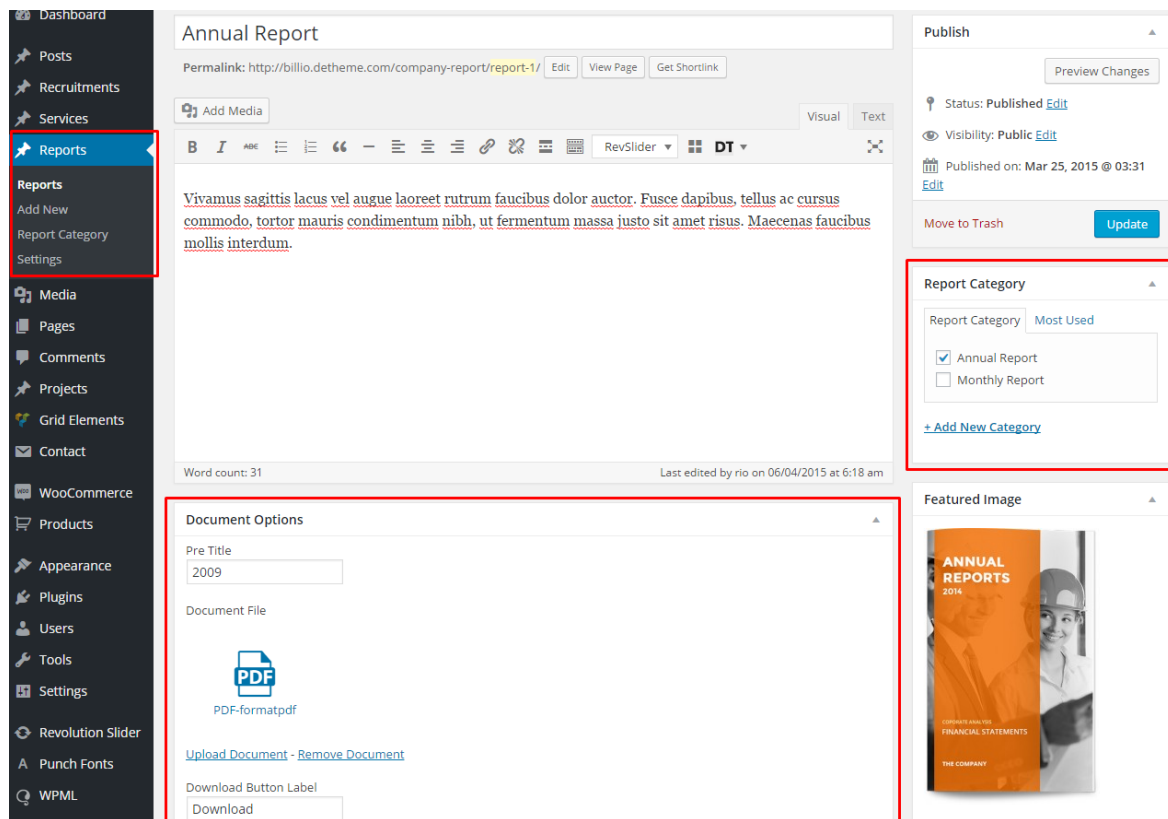 Dashboard
Posts
Recruitments
Services
Reports
Reports
Add New
Report Category
Settings
Media
Pages
Comments
Projects
Grid Elements
Contact
WooCommerce
Products
Appearance
Plugins
Users
Tools
Settings
Revolution Slider
Punch Fonts
WPML
Annual Report
Permalink: http://billio.detheme.com/company-report/report-1/ Edit View Page Get Shortlink
Add Media
Visual Text
B I ABC RevSlider DT
Vivamus sagittis lacus vel augue laoreet rutrum faucibus dolor auctor. Fusce dapibus, tellus ac cursus
commodo, tortor mauris condimentum nibh, ut fermentum massa justo sit amet risus. Maecenas faucibus
mollis interdum.
Word count: 31 Last edited by rio on 06/04/2015 at 6:18 am
Document Options
Pre Title
2009
Document File
PDF
PDF-formatpdf
Upload Document - Remove Document
Download Button Label
Download
Publish
Preview Changes
Status: Published Edit
Visibility: Public Edit
Published on: Mar 25, 2015 @ 03:31
Edit
Move to Trash Update
Report Category
Report Category Most Used
Annual Report
Monthly Report
+ Add New Category
Featured Image
ANNUAL
REPORTS
2014
CORPORATE ANALYSIS
FINANCIAL STATEMENTS
THE COMPANY